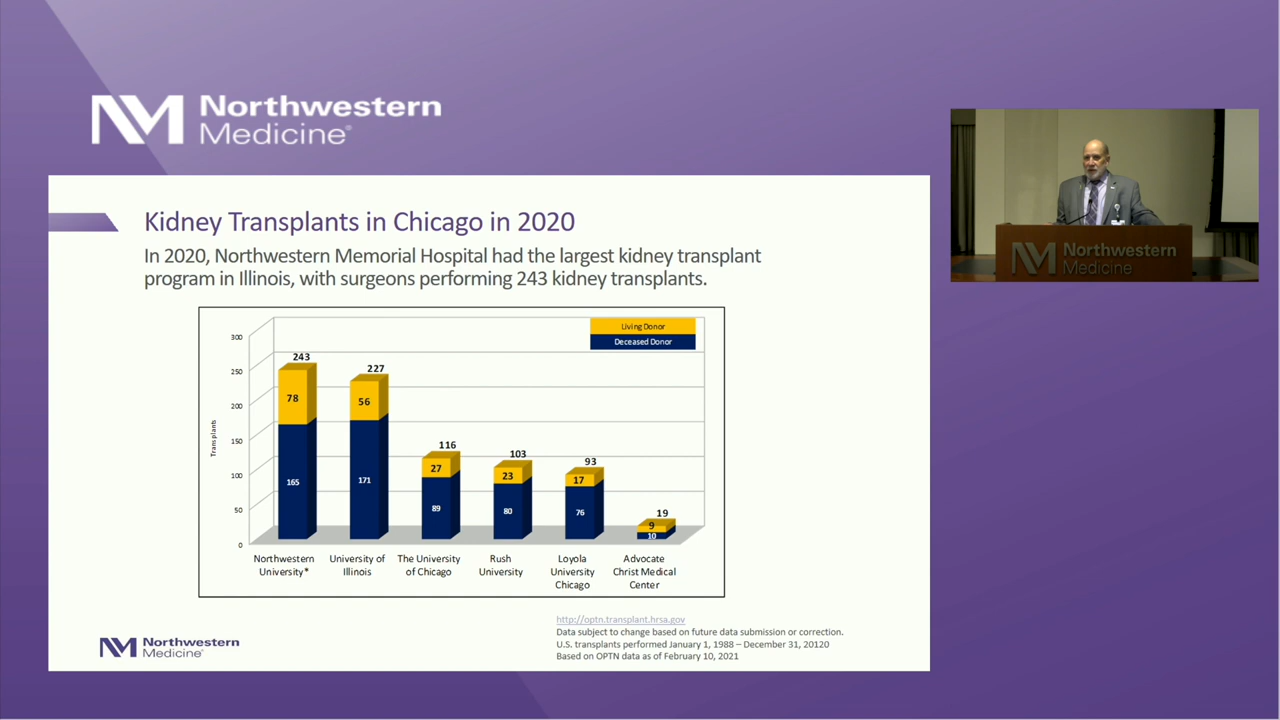 Northwestern
Medicine®
Kidney Transplants in Chicago in 2020
In 2020, Northwestern Memorial Hospital had the largest kidney transplant
program in Illinois, with surgeons performing 243 kidney transplants.
Living Donor
Deceased Donor
Transplants
300
250
200
150
100
50
0
243
78
165
227
56
171
116
27
89
103
23
80
93
17
76
19
9
10
Northwestern
University*
University of
Illinois
The University
of Chicago
Rush
University
Loyola
University
Chicago
Advocate
Christ Medical
Center
http://optn.transplant.hrsa.gov
Data subject to change based on future data submission or correction.
U.S. transplants performed January 1, 1988 – December 31, 20120
Based on OPTN data as of February 10, 2021
NM Northwestern
Medicine®
NM Northwestern
Medicine